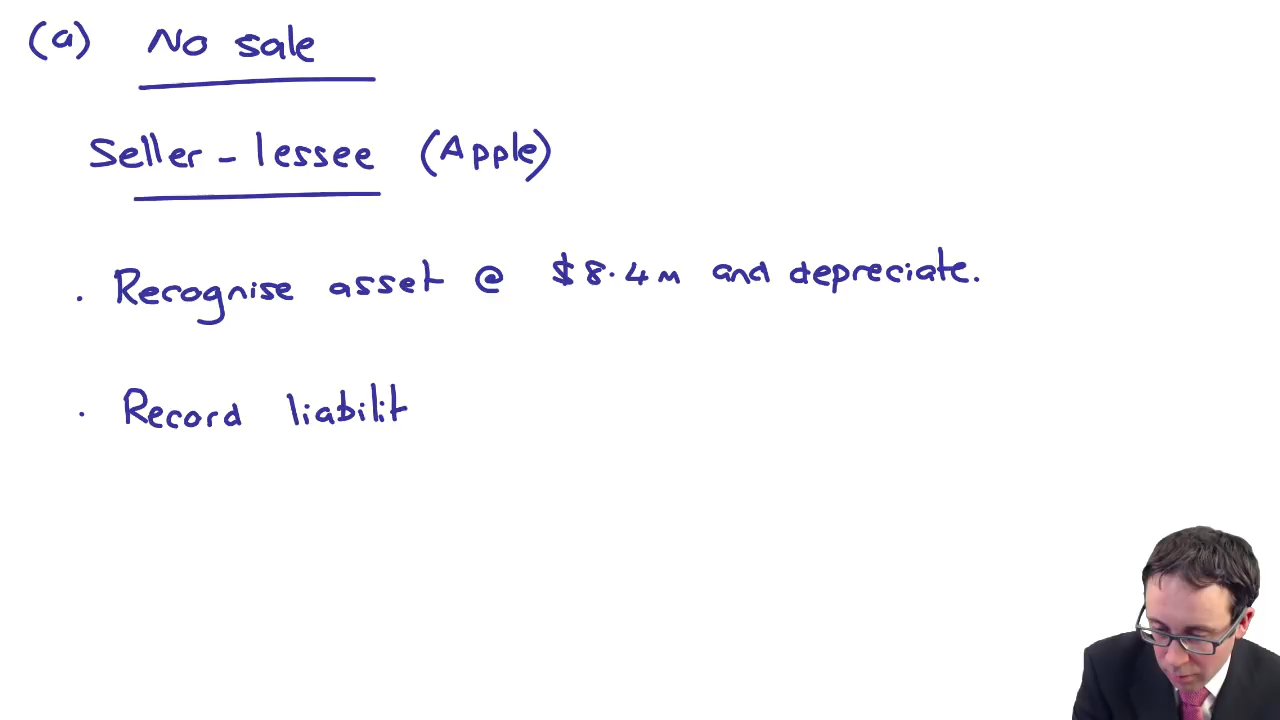 (a) No sale
Seller - lessee (Apple)
. Recognise asset @ $8.4m and depreciate.
. Record liabilit